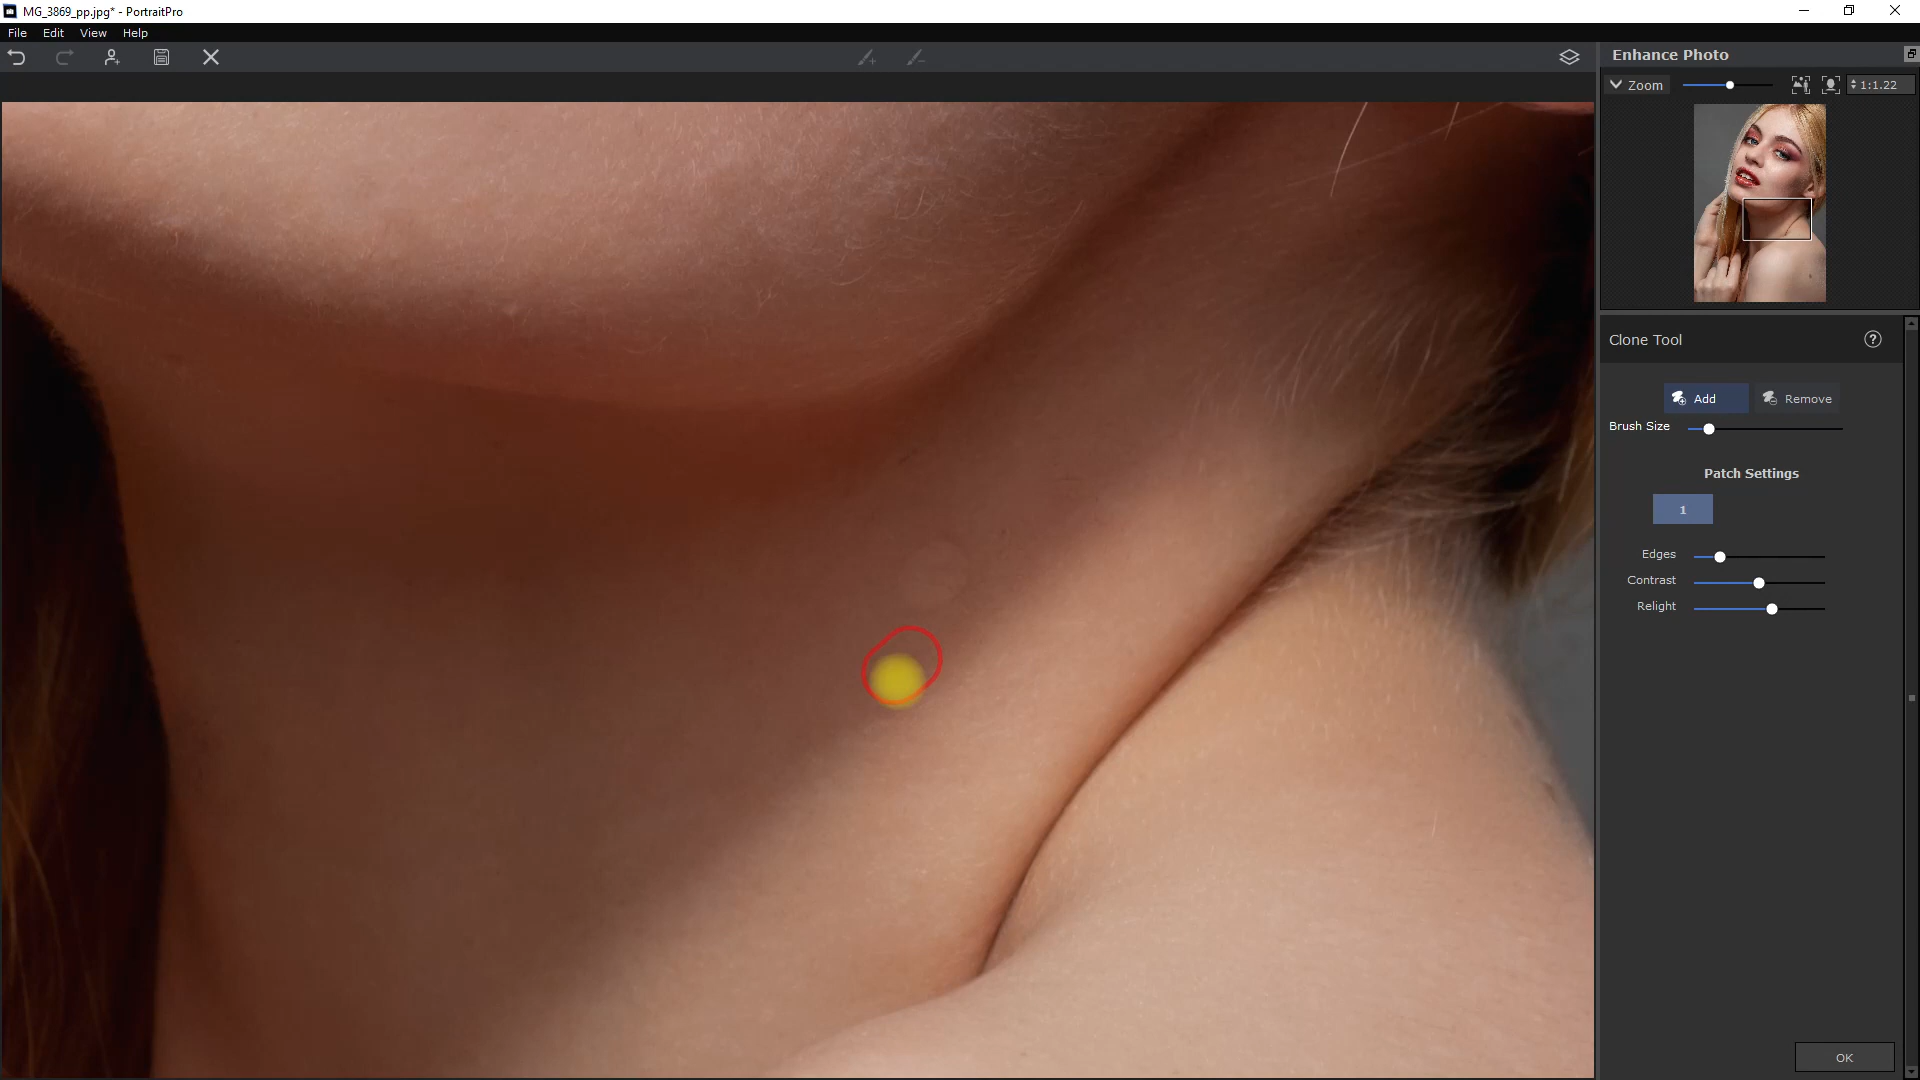 MG_3869_pp.jpg* - PortraitPro
File Edit View Help
Enhance Photo
Zoom 1:1.22
Clone Tool
Add Remove
Brush Size
Patch Settings
1
Edges
Contrast
Relight
OK